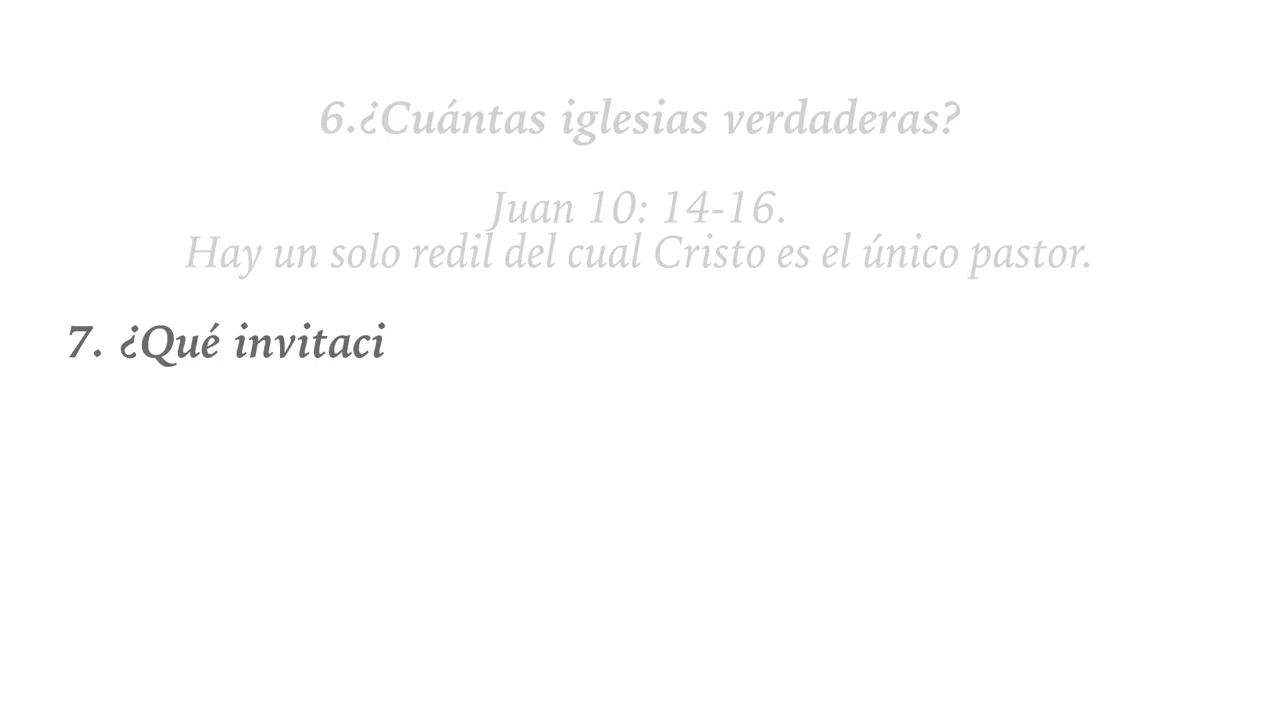 6.¿Cuántas iglesias verdaderas?
Juan 10: 14-16.
Hay un solo redil del cual Cristo es el único pastor.
7. ¿Qué invitaci